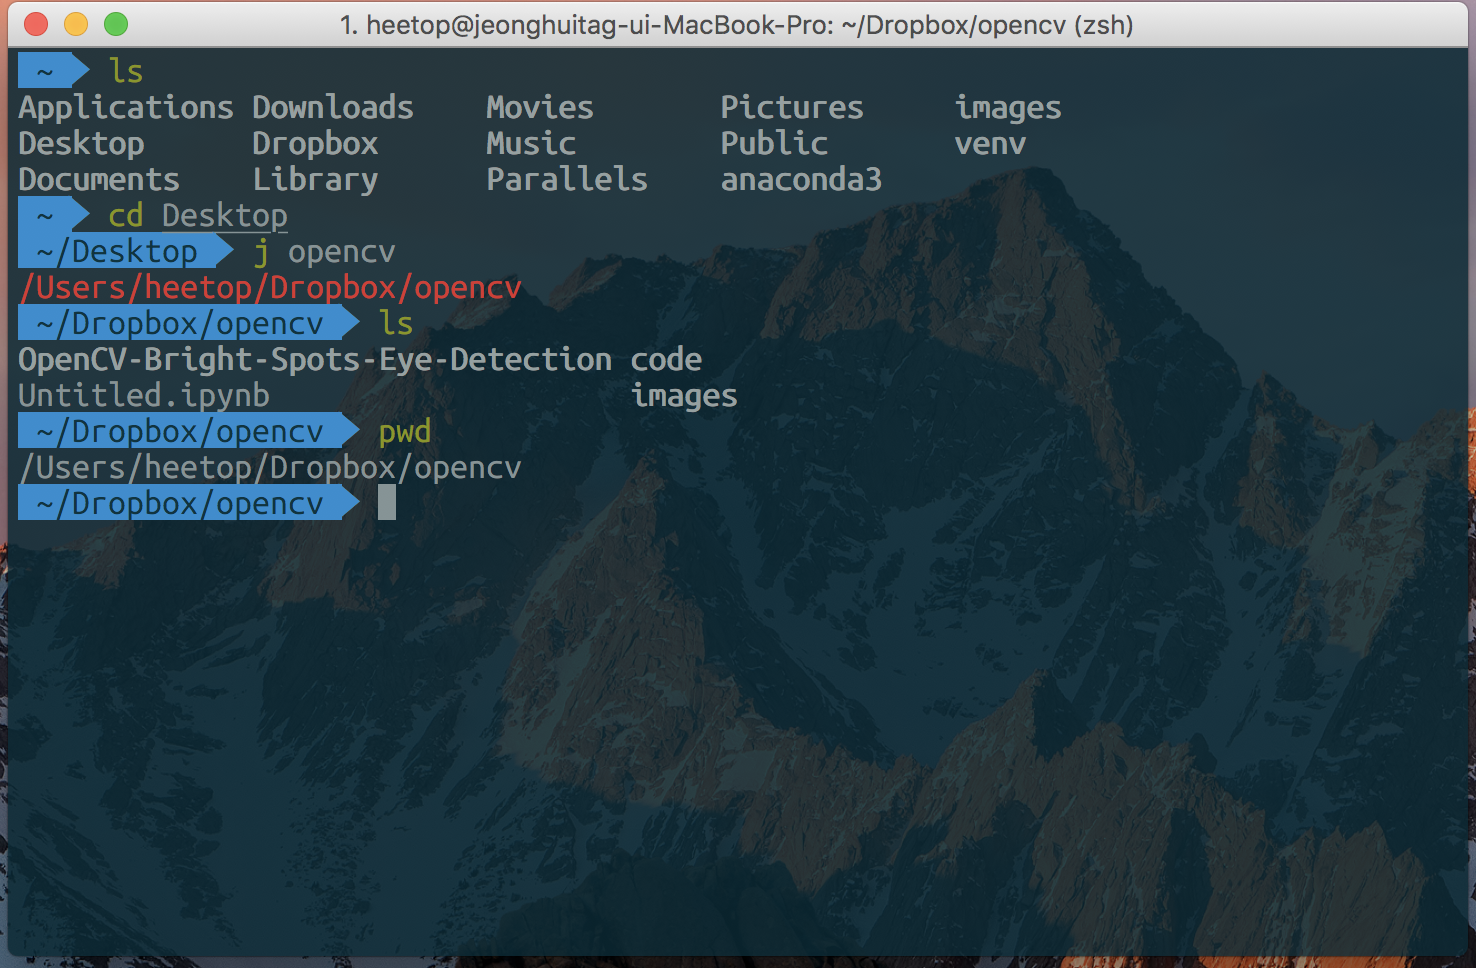 1. heetop@jeonghuitag-ui-MacBook-Pro: ~/Dropbox/opencv (zsh)
~ ls
Applications Downloads Movies Pictures images
Desktop Dropbox Music Public venv
Documents Library Parallels anaconda3
~ cd Desktop
~/Desktop j opencv
/Users/heetop/Dropbox/opencv
~/Dropbox/opencv ls
OpenCV-Bright-Spots-Eye-Detection code
Untitled.ipynb images
~/Dropbox/opencv pwd
/Users/heetop/Dropbox/opencv
~/Dropbox/opencv